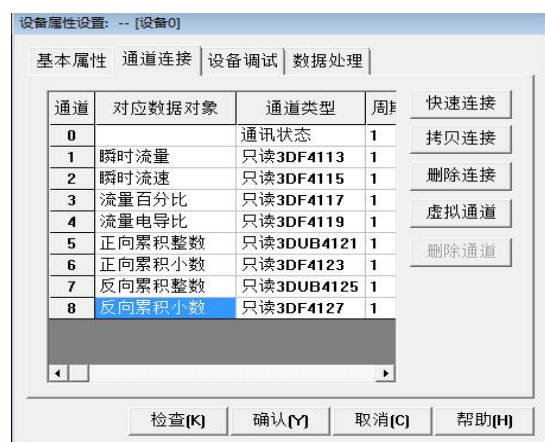 设备属性设置: -- [设备0]
基本属性 通道连接 设备调试 数据处理
通道 对应数据对象 通道类型 周期
0 通讯状态 1
1 瞬时流量 只读3DF4113 1
2 瞬时流速 只读3DF4115 1
3 流量百分比 只读3DF4117 1
4 流量电导比 只读3DF4119 1
5 正向累积整数 只读3DUB4121 1
6 正向累积小数 只读3DF4123 1
7 反向累积整数 只读3DUB4125 1
8 反向累积小数 只读3DF4127 1
快速连接
拷贝连接
删除连接
虚拟通道
删除通道
检查(K) 确认(Y) 取消(C) 帮助(H)